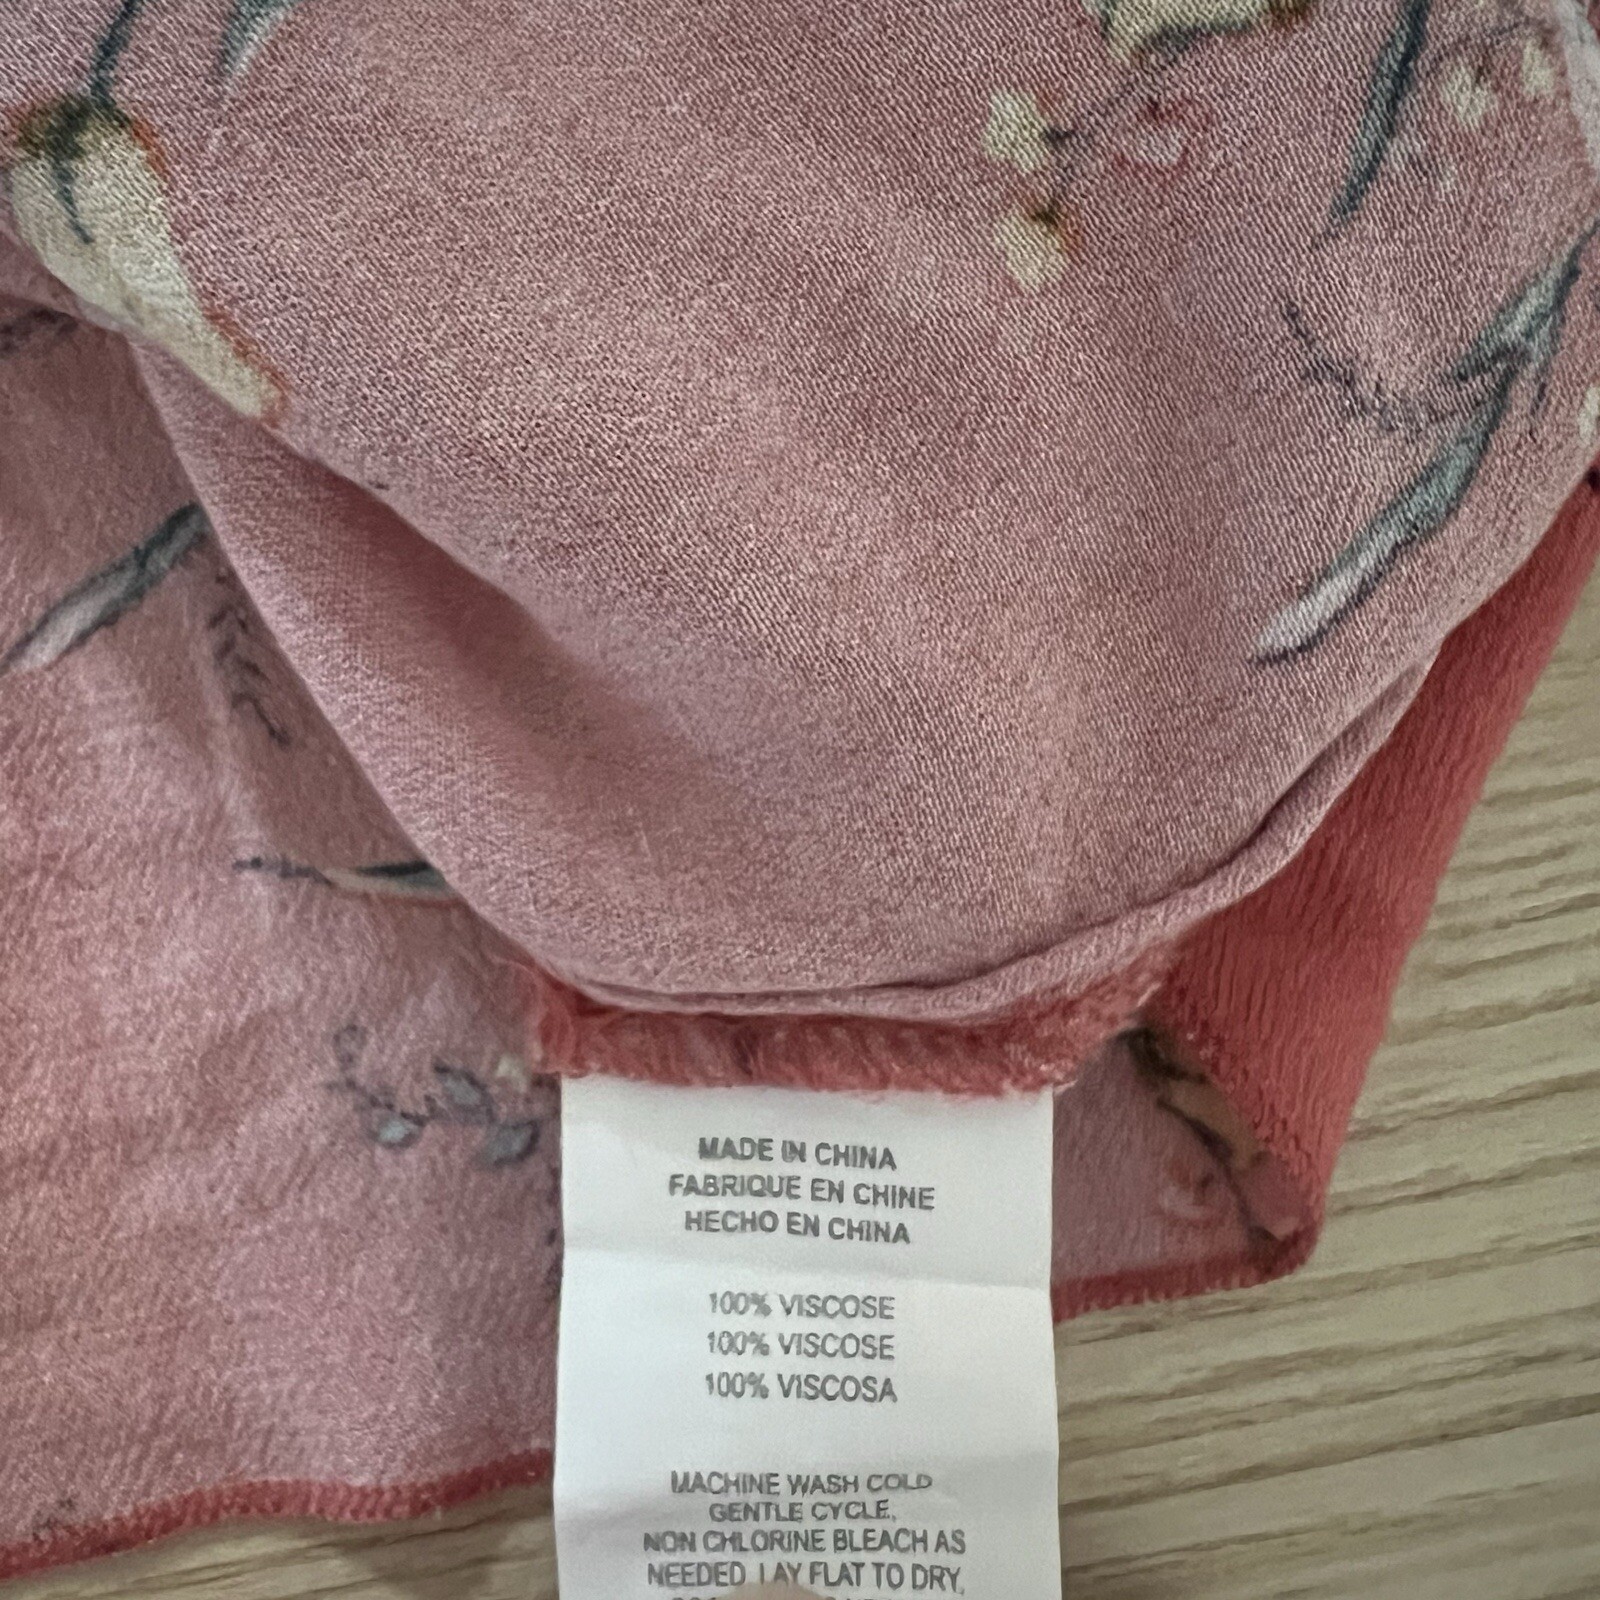 MADE IN CHINA
FABRIQUE EN CHINE
HECHO EN CHINA
100% VISCOSE
100% VISCOSE
100% VISCOSA
MACHINE WASH COLD
GENTLE CYCLE,
NON CHLORINE BLEACH AS
NEEDED, LAY FLAT TO DRY,